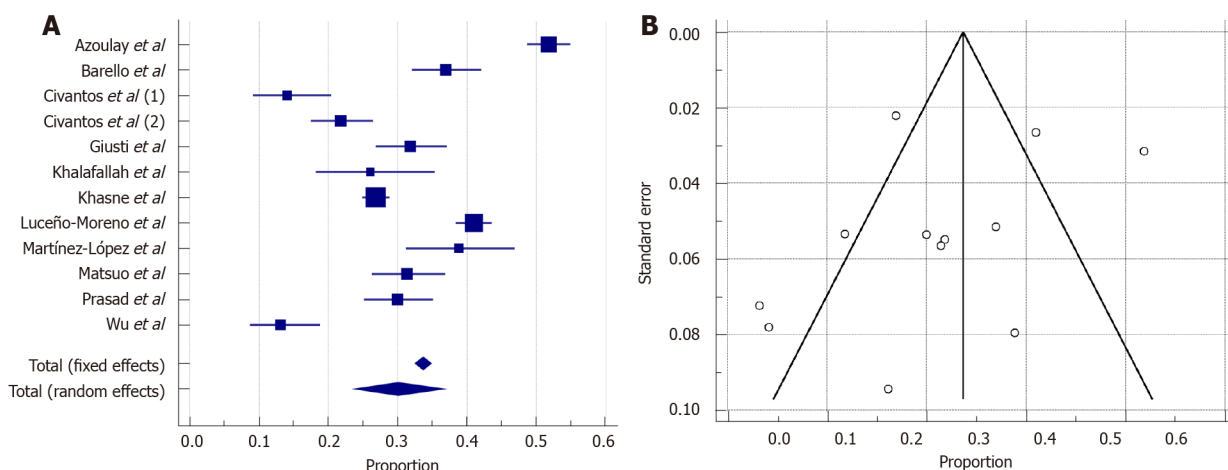 A
Azoulay et al
Barello et al
Civantos et al (1)
Civantos et al (2)
Giusti et al
Khalafallah et al
Khasne et al
Luceño-Moreno et al
Martínez-López et al
Matsuo et al
Prasad et al
Wu et al
Total (fixed effects)
Total (random effects)
0.0 0.1 0.2 0.3 0.4 0.5 0.6
Proportion
B
0.00
0.02
0.04
0.06
0.08
0.10
Standard error
0.0 0.1 0.2 0.3 0.4 0.5 0.6
Proportion